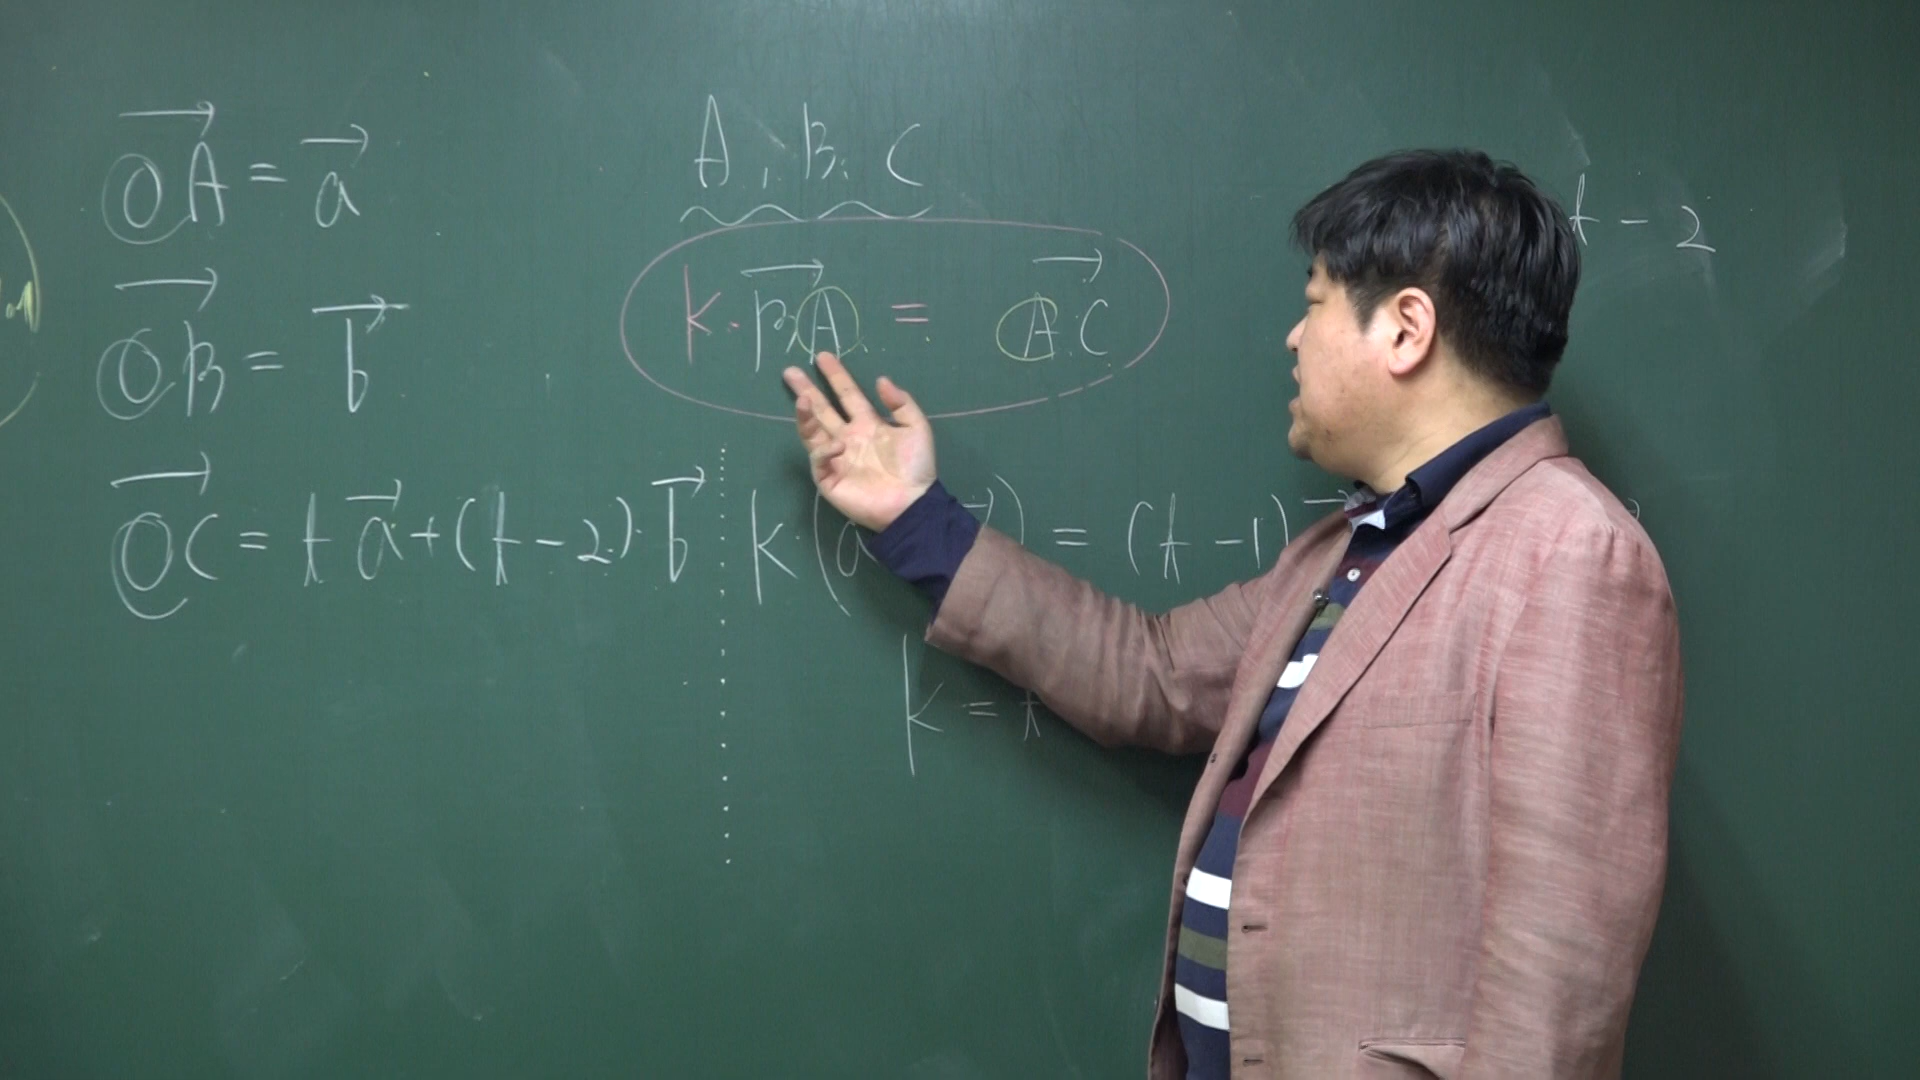 →OA = →a
→OB = →b
→OC = t →a + (t-2) · →b
A, B, C
k · →BA = →AC
k · (a ) = (t-1)
k = t
t - 2